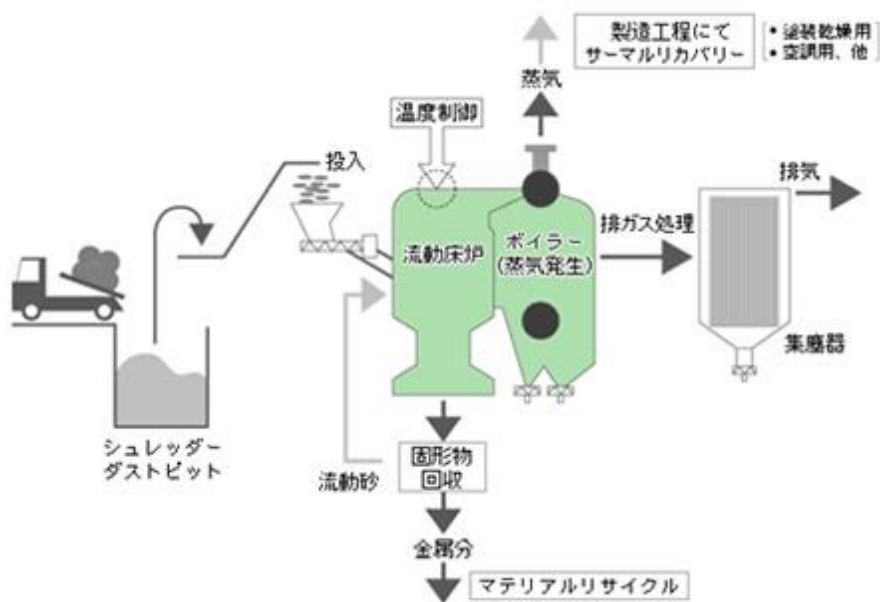 製造工程にて
サーマルリカバリー
• 塗装乾燥用
• 空調用、他
蒸気
温度制御
投入
排気
流動床炉
ボイラー
(蒸気発生)
排ガス処理
集塵器
シュレッダー
ダストピット
流動砂
固形物
回収
金属分
マテリアルリサイクル